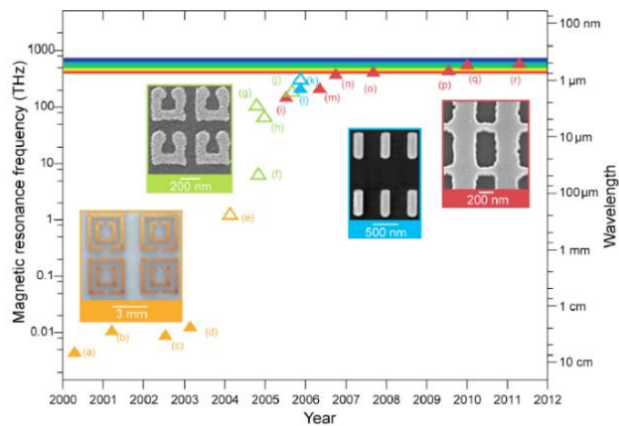 Magnetic resonance frequency (THz)
1000
100
10
1
0.1
0.01
100 nm
1 µm
10 µm
100µm
1 mm
1 cm
10 cm
Wavelength
2000 2001 2002 2003 2004 2005 2006 2007 2008 2009 2010 2011 2012
Year
3 mm
200 nm
500 nm
200 nm
(a)
(b)
(c)
(d)
(e)
(f)
(g)
(h)
(i)
(j)
(k)
(l)
(m)
(n)
(o)
(p)
(q)
(r)